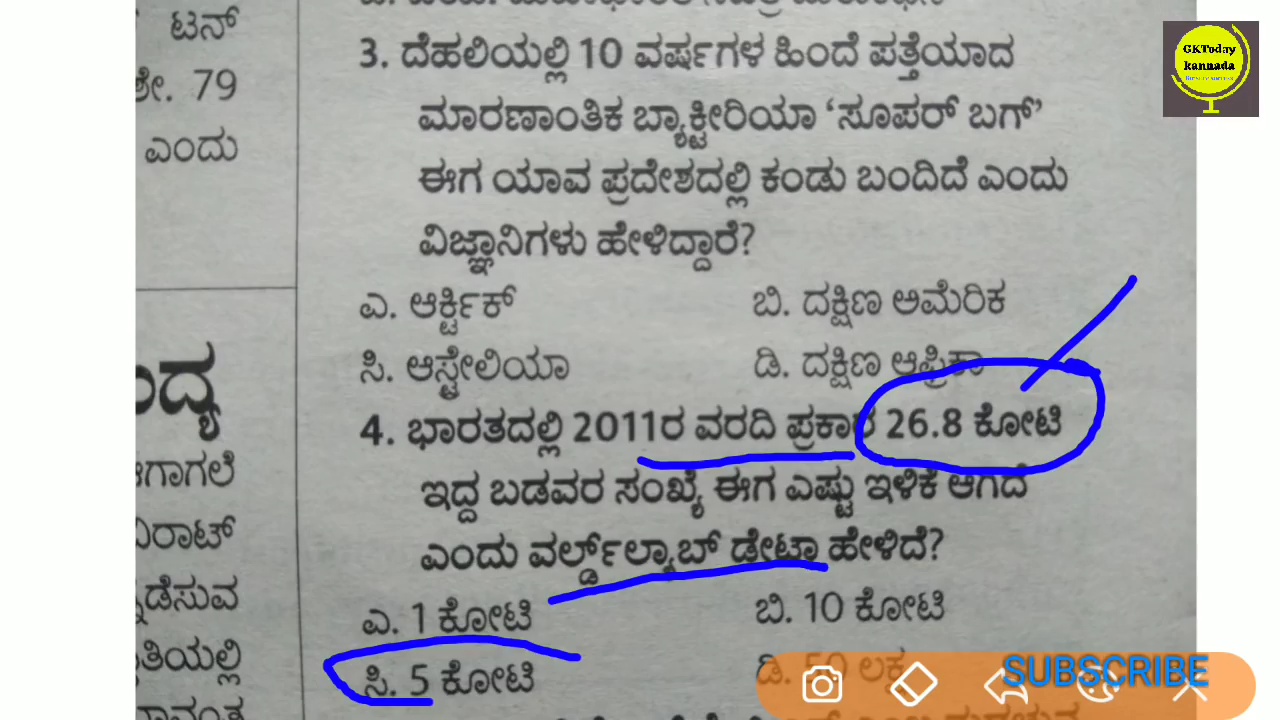 ಟನ್
79
ಎಂದು
3. ದೆಹಲಿಯಲ್ಲಿ 10 ವರ್ಷಗಳ ಹಿಂದೆ ಪತ್ತೆಯಾದ
ಮಾರಣಾಂತಿಕ ಬ್ಯಾಕ್ಟೀರಿಯಾ ‘ಸೂಪರ್ ಬಗ್’
ಈಗ ಯಾವ ಪ್ರದೇಶದಲ್ಲಿ ಕಂಡು ಬಂದಿದೆ ಎಂದು
ವಿಜ್ಞಾನಿಗಳು ಹೇಳಿದ್ದಾರೆ?
ಎ. ಆರ್ಕ್ಟಿಕ್ ಬಿ. ದಕ್ಷಿಣ ಅಮೆರಿಕ
ಸಿ. ಆಸ್ಟ್ರೇಲಿಯಾ ಡಿ. ದಕ್ಷಿಣ ಆಫ್ರಿಕಾ
4. ಭಾರತದಲ್ಲಿ 2011ರ ವರದಿ ಪ್ರಕಾರ 26.8 ಕೋಟಿ
ಇದ್ದ ಬಡವರ ಸಂಖ್ಯೆ ಈಗ ಎಷ್ಟು ಇಳಿಕೆ ಆಗಿದೆ
ಎಂದು ವರ್ಲ್ಡ್‌ಲ್ಯಾಬ್ ಡೇಟಾ ಹೇಳಿದೆ?
ಎ. 1 ಕೋಟಿ ಬಿ. 10 ಕೋಟಿ
ಸಿ. 5 ಕೋಟಿ ಡಿ. 50 ಲಕ್ಷ
GKToday
kannada
SUBSCRIBE